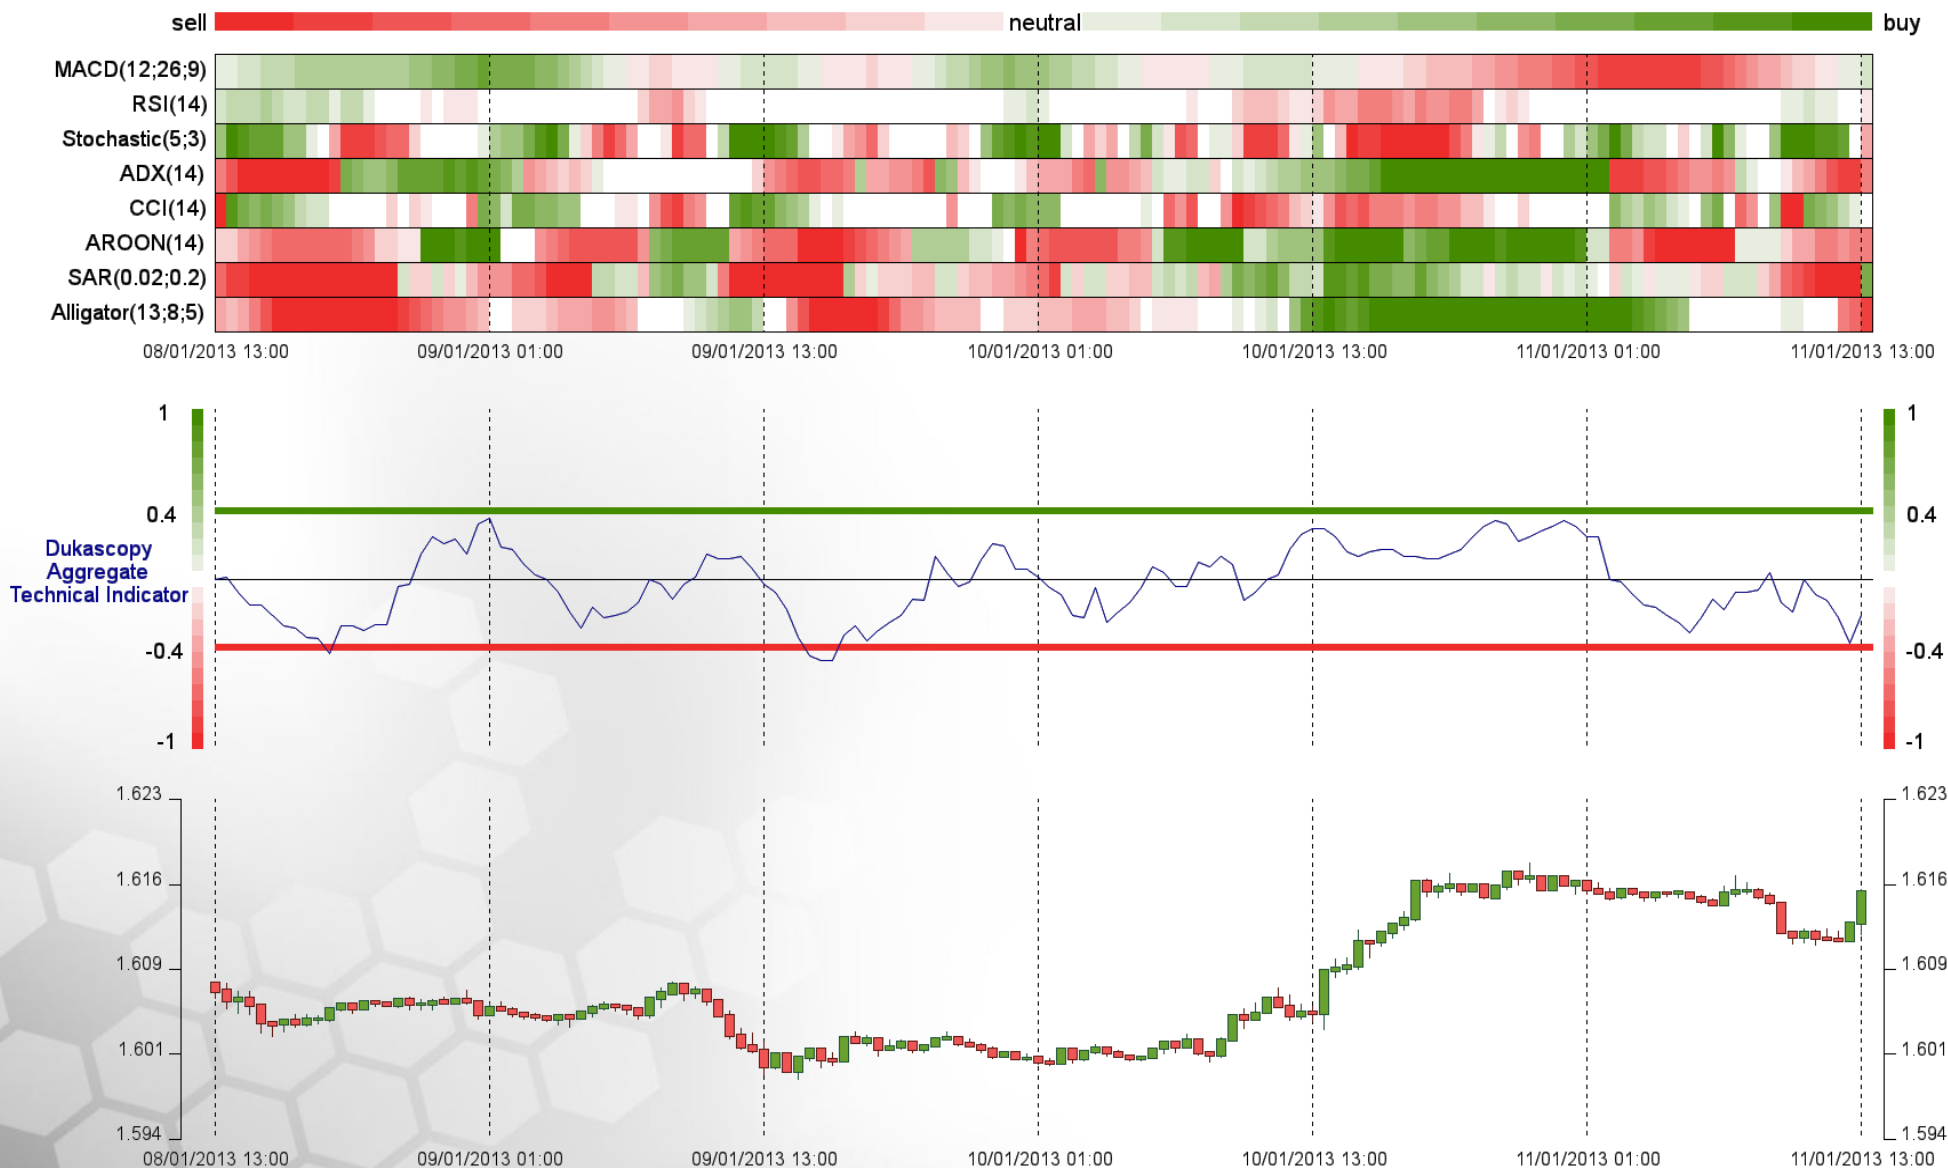 sell neutral buy
MACD(12;26;9)
RSI(14)
Stochastic(5;3)
ADX(14)
CCI(14)
AROON(14)
SAR(0.02;0.2)
Alligator(13;8;5)
08/01/2013 13:00 09/01/2013 01:00 09/01/2013 13:00 10/01/2013 01:00 10/01/2013 13:00 11/01/2013 01:00 11/01/2013 13:00
1 1
0.4 0.4
Dukascopy
Aggregate
Technical Indicator
-0.4 -0.4
-1 -1
1.623 1.623
1.616 1.616
1.609 1.609
1.601 1.601
1.594 1.594
08/01/2013 13:00 09/01/2013 01:00 09/01/2013 13:00 10/01/2013 01:00 10/01/2013 13:00 11/01/2013 01:00 11/01/2013 13:00